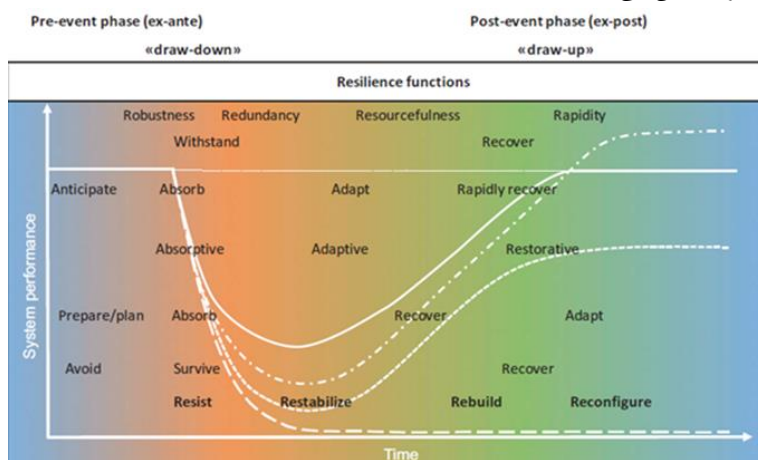 Pre-event phase (ex-ante) Post-event phase (ex-post)
«draw-down» «draw-up»
Resilience functions
Robustness Redundancy Resourcefulness Rapidity
Withstand Recover
Anticipate Absorb Adapt Rapidly recover
Absorptive Adaptive Restorative
Prepare/plan Absorb Recover Adapt
Avoid Survive Recover
Resist Restabilize Rebuild Reconfigure
System performance
Time